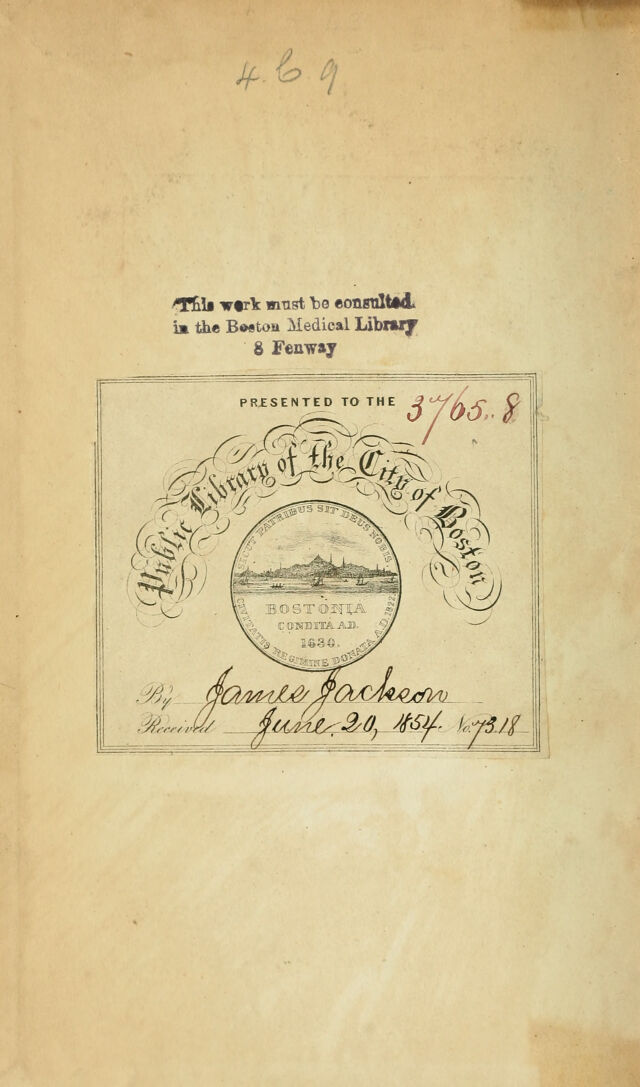 4. b. 9
This work must be consulted
in the Boston Medical Library
8 Fenway
PRESENTED TO THE
3765.8
Public Library of the City of Boston
SICUT PATRIBUS SIT DEUS NOBIS
BOSTONIA
CONDITA A.D.
1630.
CIVITATIS REGIMINE DONATA A.D. 1822
By James Jackson
Received June. 20, 1854. No. 7318